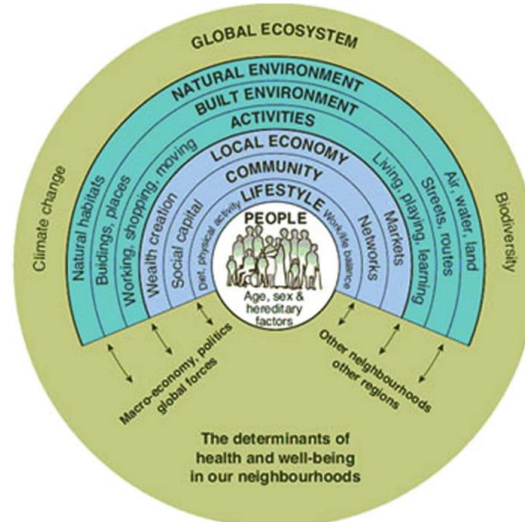 GLOBAL ECOSYSTEM
NATURAL ENVIRONMENT
BUILT ENVIRONMENT
ACTIVITIES
LOCAL ECONOMY
COMMUNITY
LIFESTYLE
PEOPLE
Climate change
Natural habitats
Buidings, places
Working, shopping, moving
Wealth creation
Social capital
Diet, physical activity
Work/life balance
Networks
Markets
Living, playing, learning
Streets, routes
Air, water, land
Biodiversity
Age, sex &
hereditary
factors
Macro-economy, politics
global forces
Other neighbourhoods
other regions
The determinants of
health and well-being
in our neighbourhoods